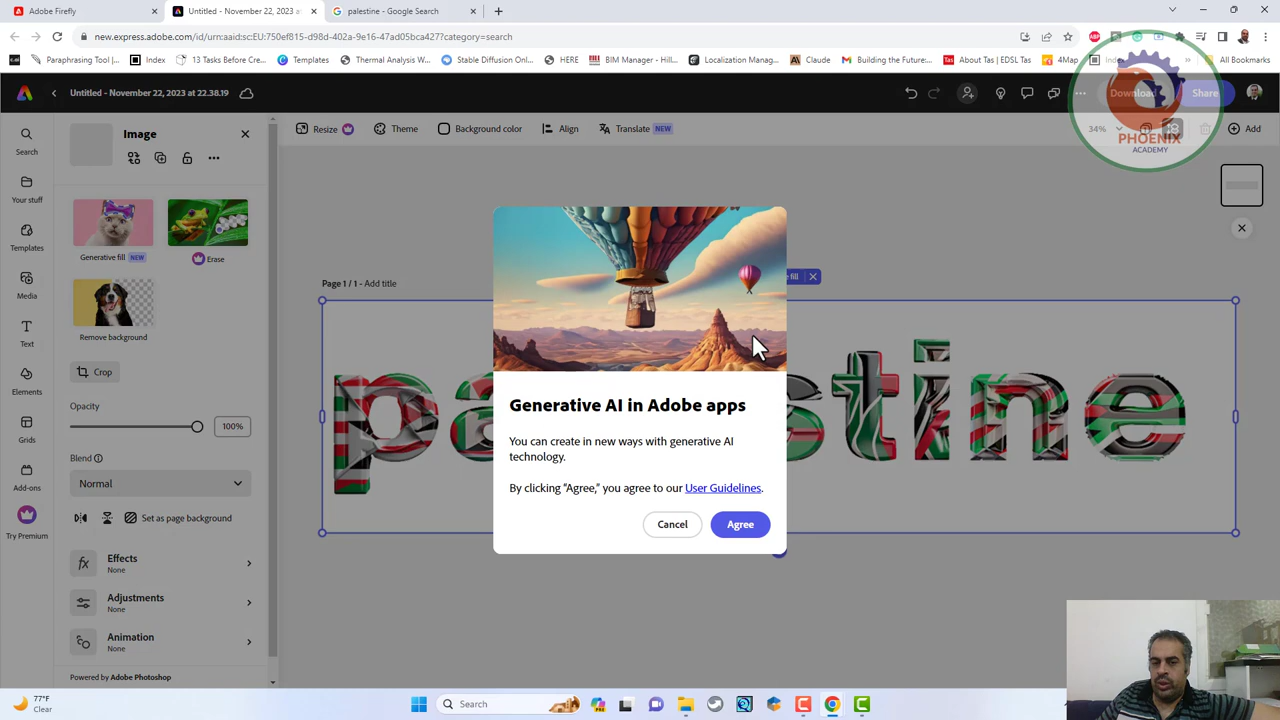 Adobe Firefly
Untitled - November 22, 2023 at
palestine - Google Search
new.express.adobe.com/id/urn:aaid:sc:EU:750ef815-d98d-402a-9e16-47ad05bca427?category=search
Paraphrasing Tool |
Index
13 Tasks Before Cre...
Templates
Thermal Analysis W...
Stable Diffusion Onl...
HERE
BIM Manager - Hill...
Localization Manag...
Claude
Building the Future:...
About Tas | EDSL Tat
4Map
Index
»
All Bookmarks
Untitled - November 22, 2023 at 22.38.19
Download
Share
PHOENIX
ACADEMY
Search
Your stuff
Templates
Media
Text
Elements
Grids
Add-ons
Try Premium
Image
Generative fill NEW
Erase
Remove background
Crop
Opacity
100%
Blend
Normal
Set as page background
Effects
None
Adjustments
None
Animation
None
Powered by Adobe Photoshop
Resize
Theme
Background color
Align
Translate NEW
34%
Add
Page 1 / 1 - Add title
fill
Generative AI in Adobe apps
You can create in new ways with generative AI
technology.
By clicking “Agree,” you agree to our User Guidelines.
Cancel
Agree
77°F
Clear
Search